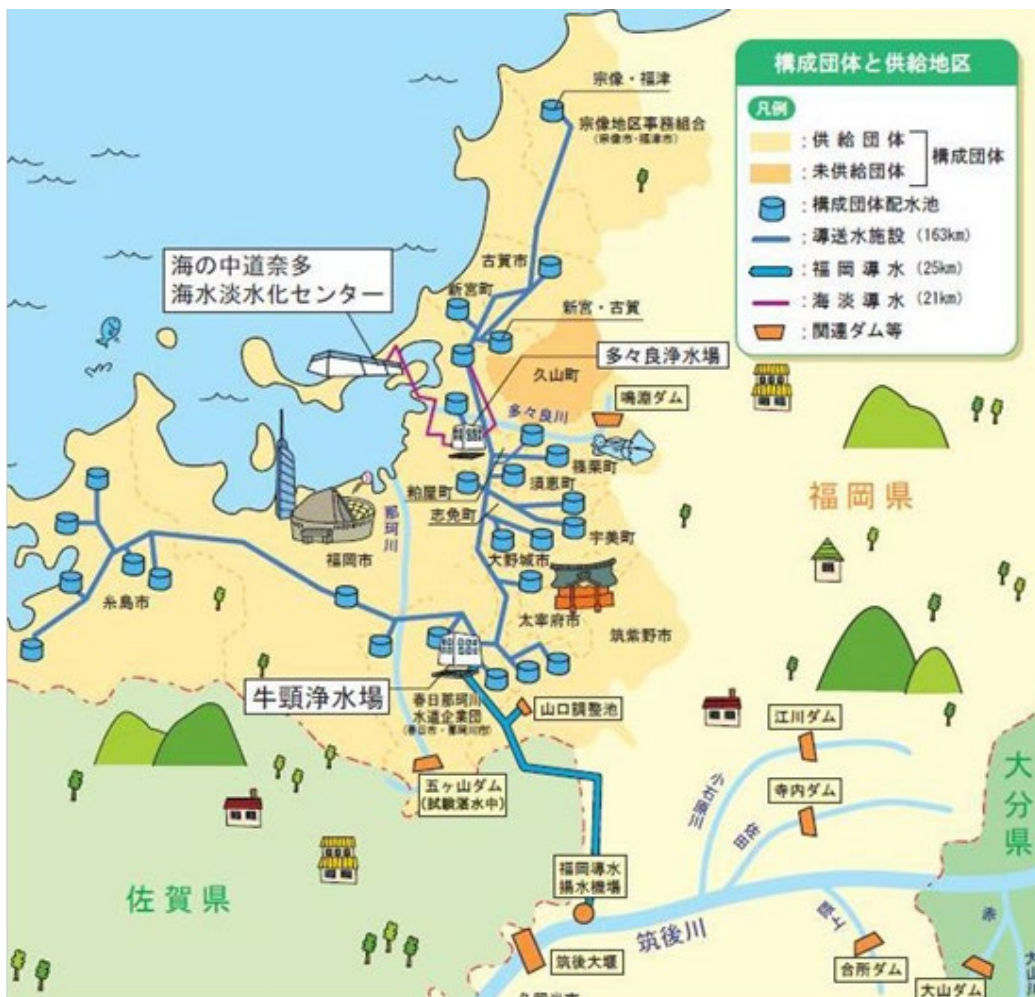 構成団体と供給地区
凡例
：供給団体
：未供給団体
構成団体
：構成団体配水池
：導送水施設 (163km)
：福岡導水 (25km)
：海淡導水 (21km)
：関連ダム等
宗像・福津
宗像地区事務組合
(宗像市・福津市)
海の中道奈多
海水淡水化センター
古賀市
新宮町
新宮・古賀
多々良浄水場
久山町
鳴淵ダム
多々良川
篠栗町
須恵町
粕屋町
志免町
宇美町
福岡県
那珂川
福岡市
大野城市
糸島市
太宰府市
筑紫野市
牛頸浄水場
春日那珂川
水道企業団
(春日市・那珂川市)
山口調整池
江川ダム
五ヶ山ダム
(試験湛水中)
小石原川
寺内ダム
佐田
大分県
佐賀県
福岡導水
揚水機場
筑後川
筑後大堰
合所ダム
赤
大山ダム
大山川